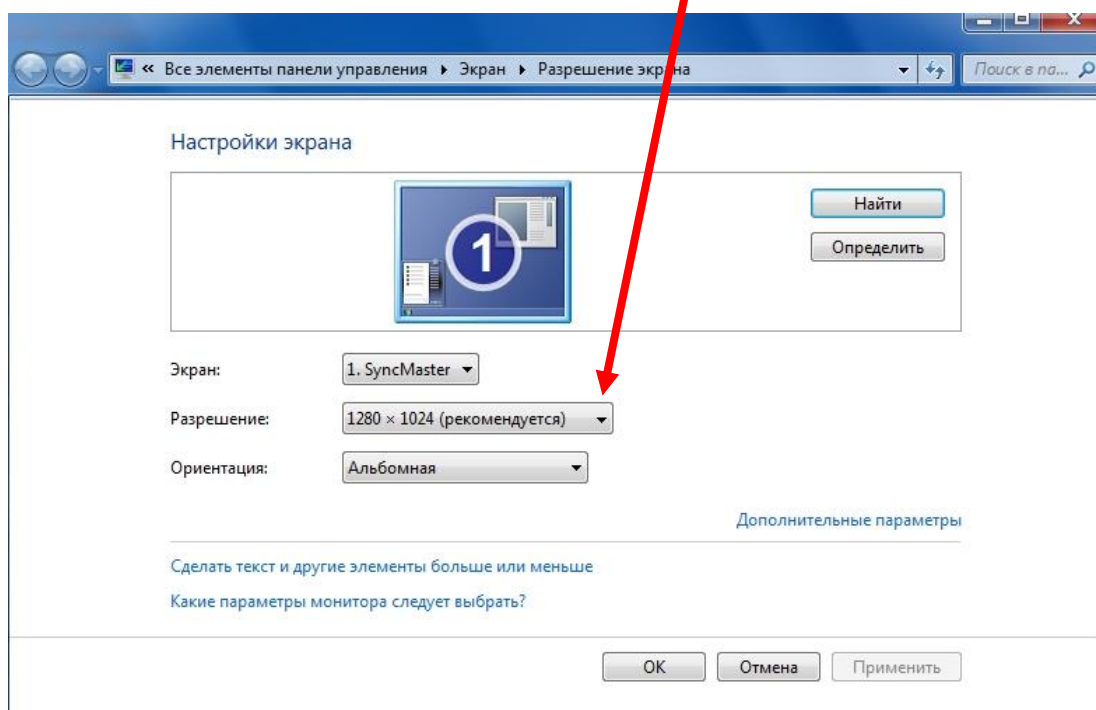 « Все элементы панели управления ▸ Экран ▸ Разрешение экрана
Поиск в па...
Настройки экрана
1
Найти
Определить
Экран: 1. SyncMaster
Разрешение: 1280 × 1024 (рекомендуется)
Ориентация: Альбомная
Дополнительные параметры
Сделать текст и другие элементы больше или меньше
Какие параметры монитора следует выбрать?
OK Отмена Применить